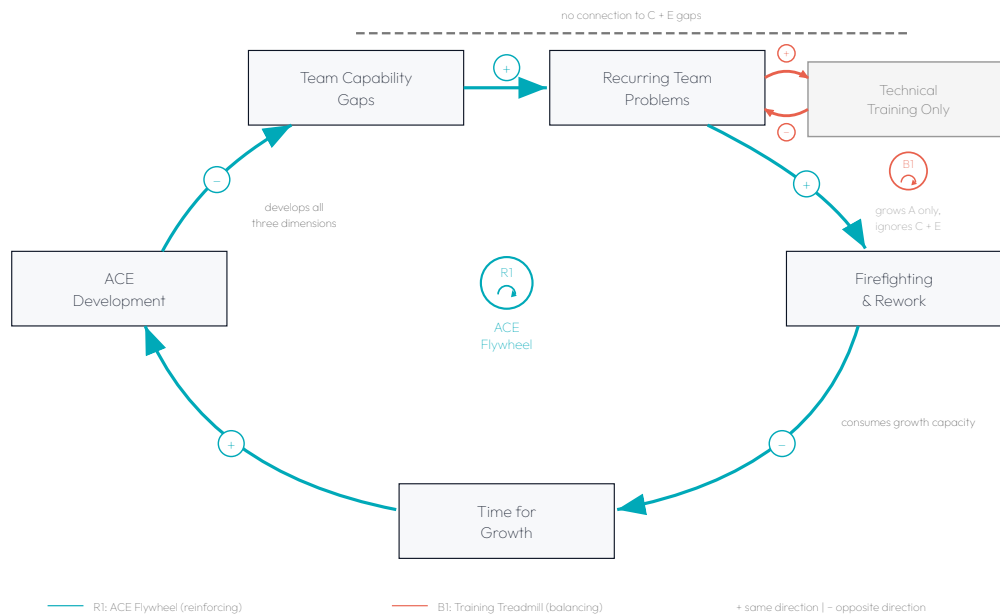 no connection to C + E gaps
+
+
Team Capability
Gaps
Recurring Team
Problems
Technical
Training Only
−
B1
−
+
develops all
three dimensions
grows A only,
ignores C + E
ACE
Development
R1
ACE
Flywheel
Firefighting
& Rework
consumes growth capacity
+
−
Time for
Growth
R1: ACE Flywheel (reinforcing)
B1: Training Treadmill (balancing)
+ same direction | − opposite direction